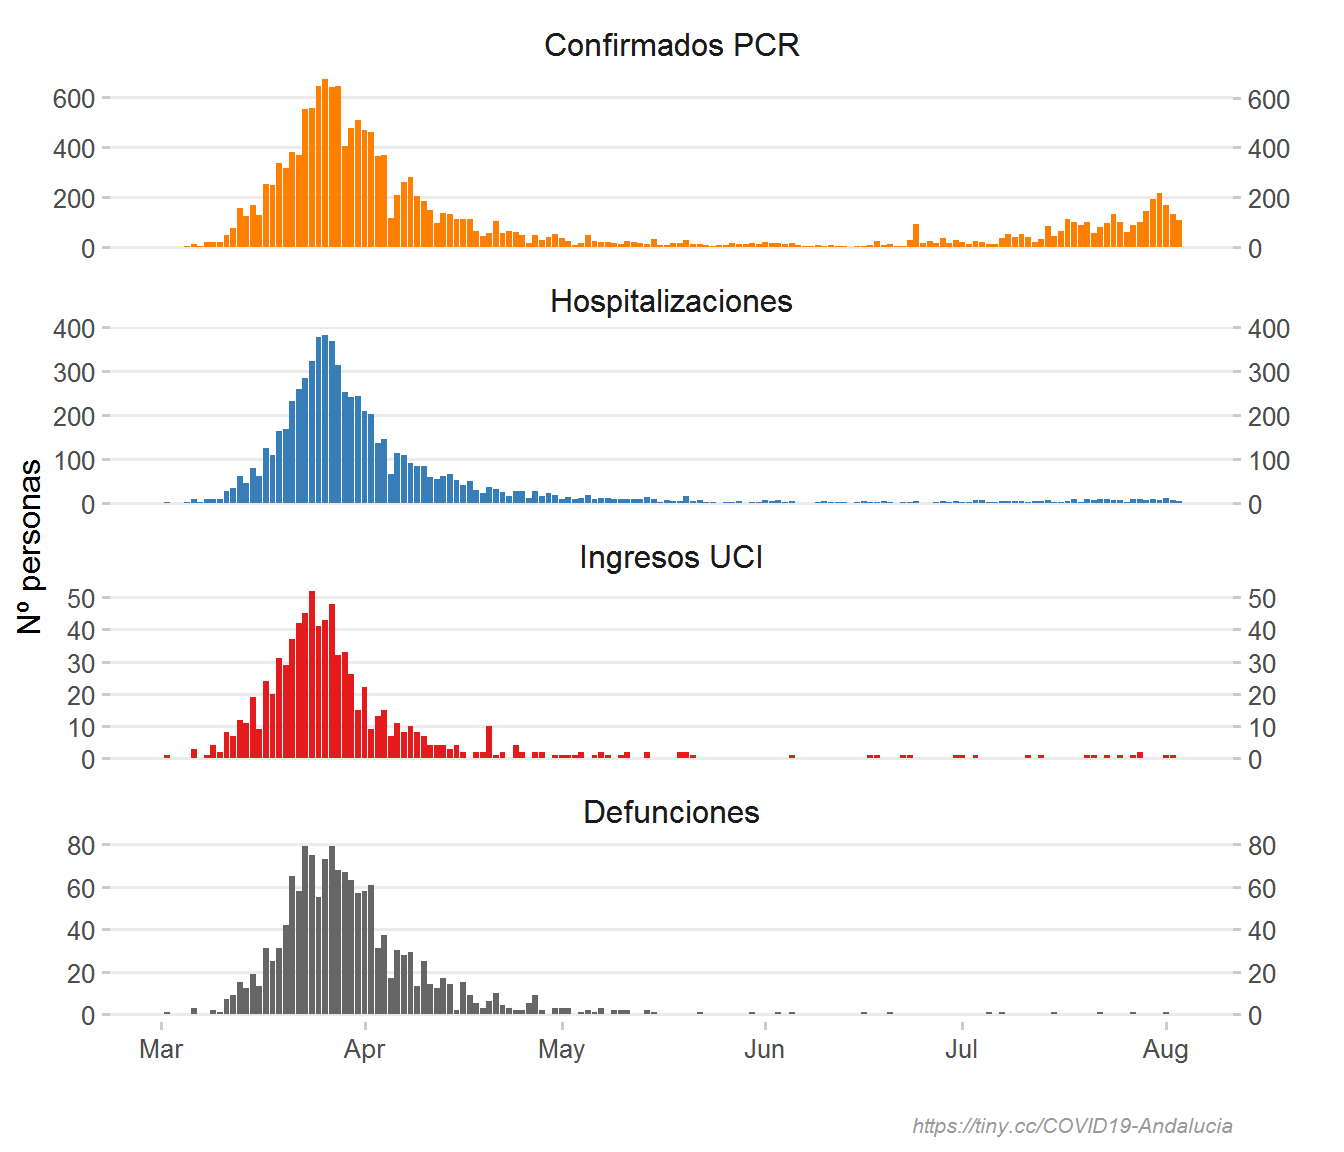 Confirmados PCR
600 600
400 400
200 200
0 0
Hospitalizaciones
400 400
300 300
200 200
100 100
0 0
Nº personas
Ingresos UCI
50 50
40 40
30 30
20 20
10 10
0 0
Defunciones
80 80
60 60
40 40
20 20
0 0
Mar Apr May Jun Jul Aug
https://tiny.cc/COVID19-Andalucia